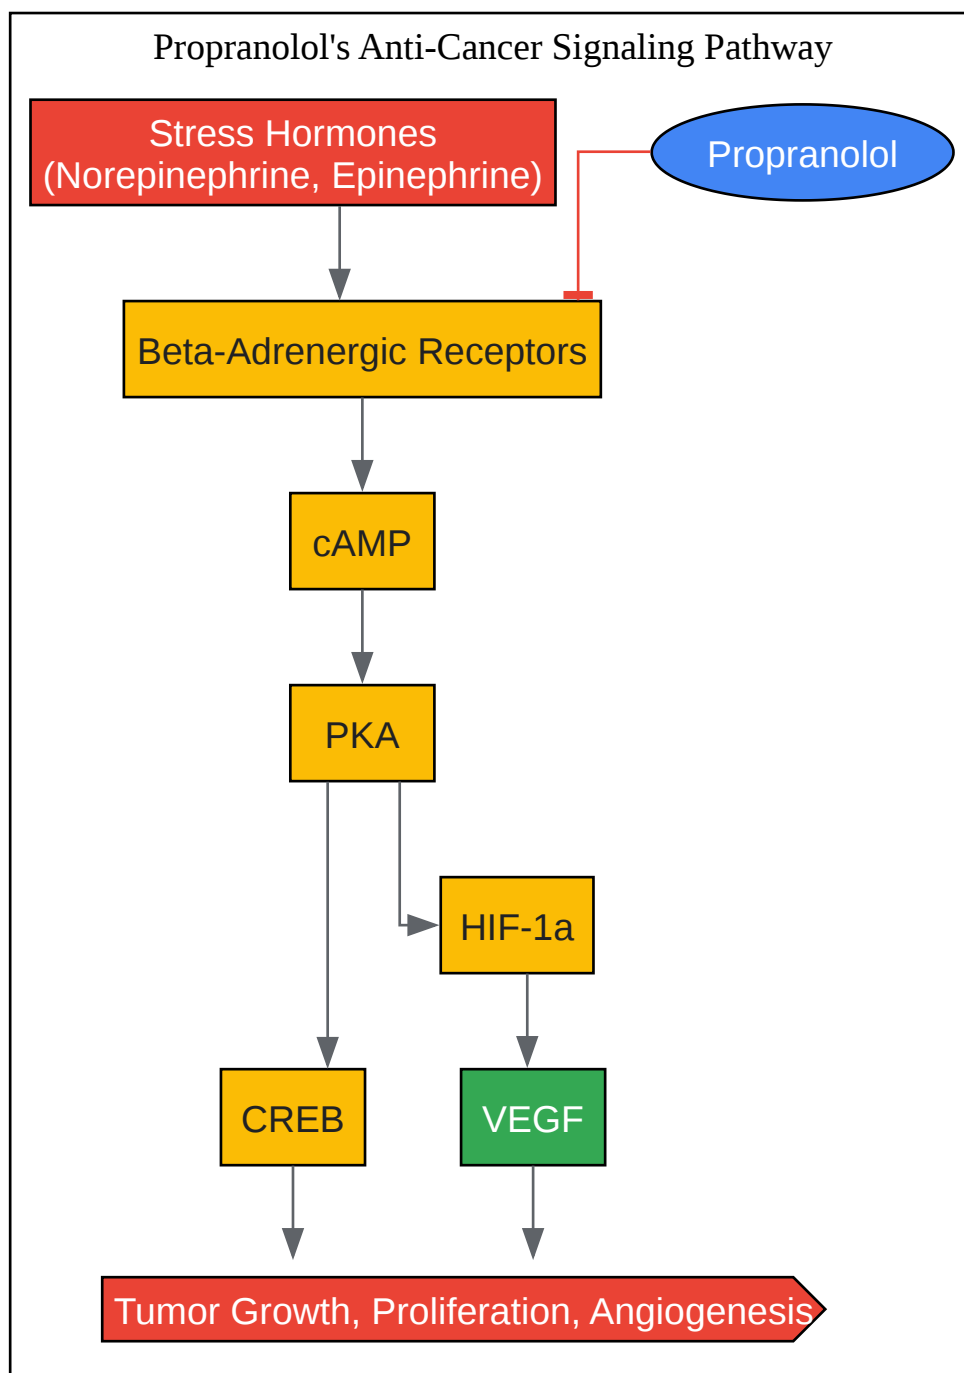 Propranolol's Anti-Cancer Signaling Pathway
Stress Hormones
(Norepinephrine, Epinephrine)
Propranolol
Beta-Adrenergic Receptors
cAMP
PKA
HIF-1a
CREB
VEGF
Tumor Growth, Proliferation, Angiogenesis